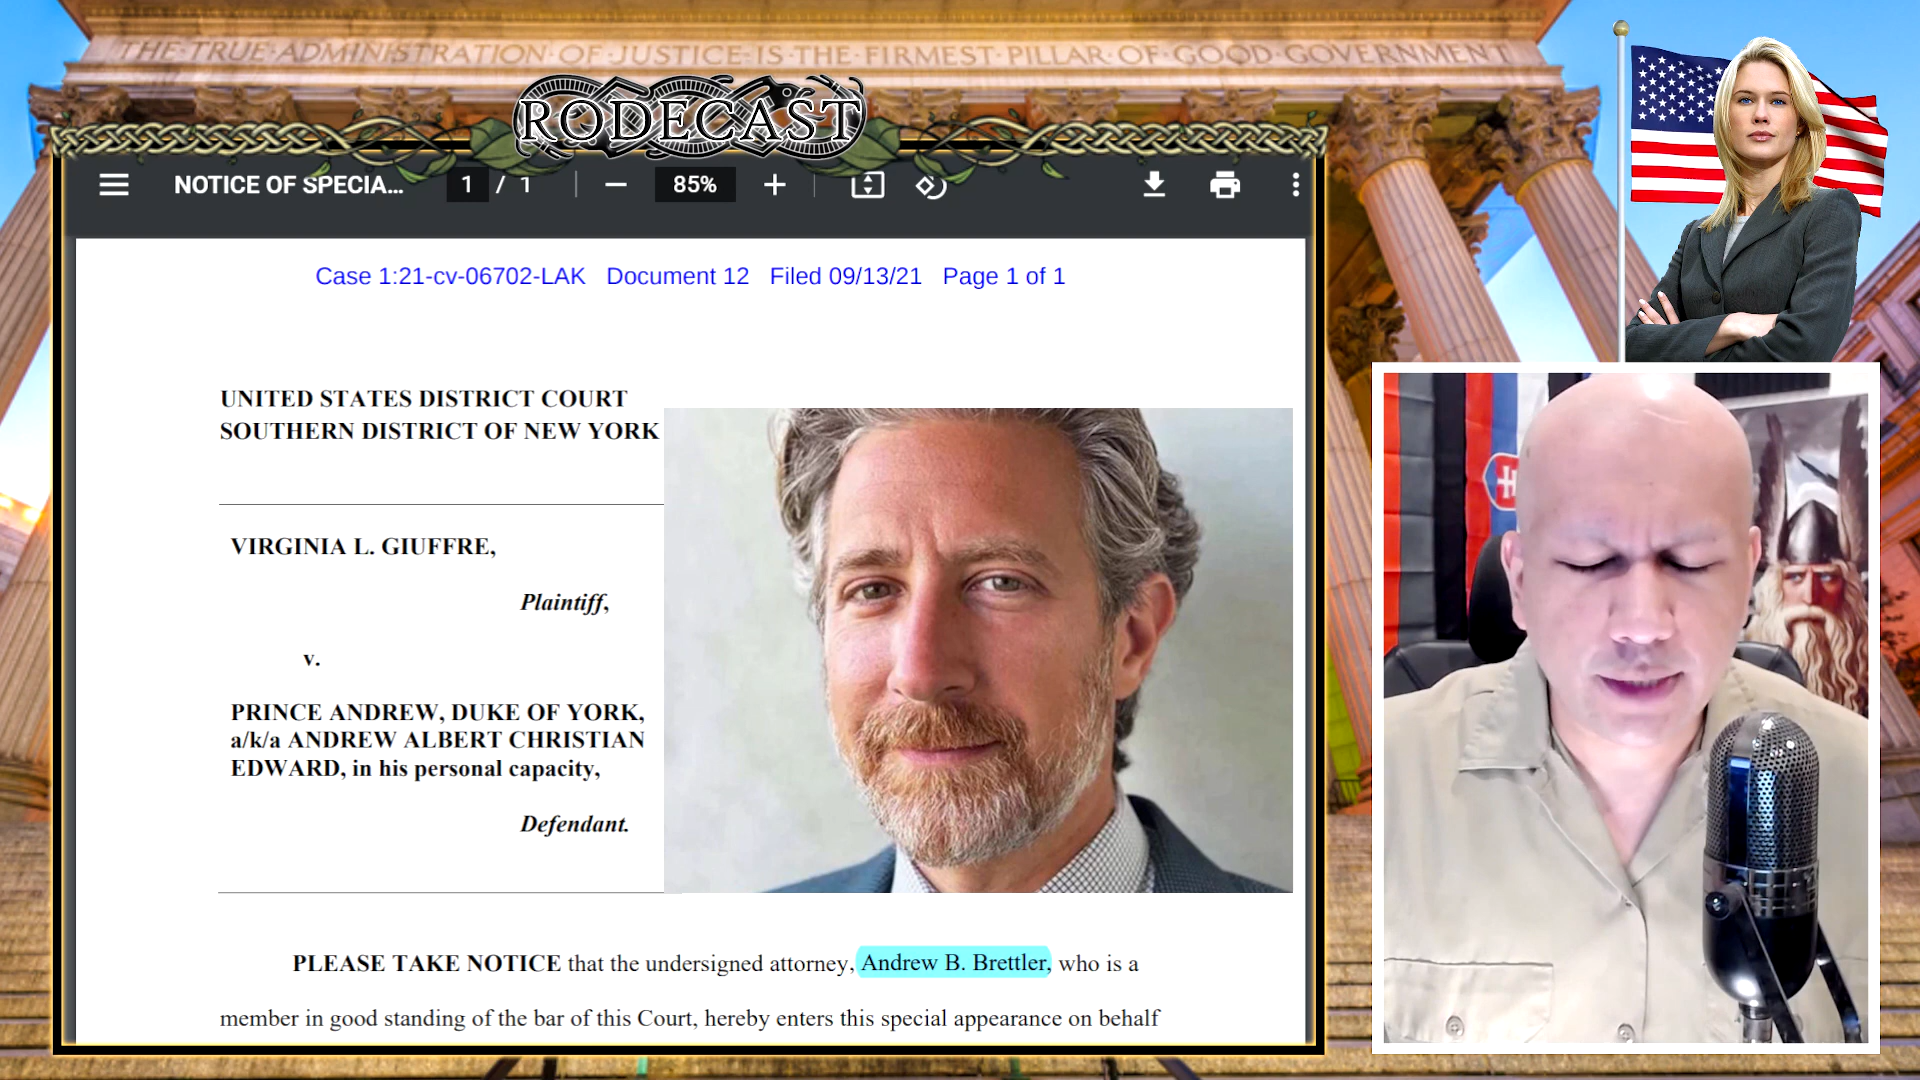 THE·TRUE·ADMINISTRATION·OF·JUSTICE·IS·THE·FIRMEST·PILLAR·OF·GOOD·GOVERNMENT
RODECAST
NOTICE OF SPECIA... 1 / 1 85%
Case 1:21-cv-06702-LAK Document 12 Filed 09/13/21 Page 1 of 1
UNITED STATES DISTRICT COURT
SOUTHERN DISTRICT OF NEW YORK
VIRGINIA L. GIUFFRE,
Plaintiff,
v.
PRINCE ANDREW, DUKE OF YORK,
a/k/a ANDREW ALBERT CHRISTIAN
EDWARD, in his personal capacity,
Defendant.
PLEASE TAKE NOTICE that the undersigned attorney, Andrew B. Brettler, who is a
member in good standing of the bar of this Court, hereby enters this special appearance on behalf